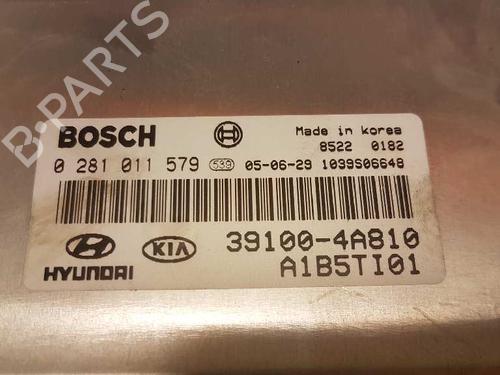 B-PARTS
BOSCH
Made in korea
8522 0182
0 281 011 579 539 05-06-29 1039S06648
HYUNDAI KIA 39100-4A810
A1B5TI01